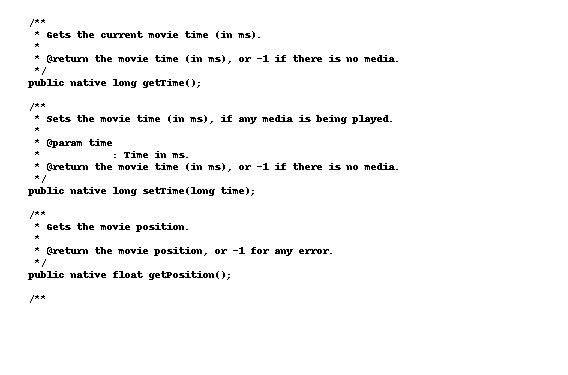 /**
 * Gets the current movie time (in ms).
 *
 * @return the movie time (in ms), or -1 if there is no media.
 */
public native long getTime();

/**
 * Sets the movie time (in ms), if any media is being played.
 *
 * @param time
 *            : Time in ms.
 * @return the movie time (in ms), or -1 if there is no media.
 */
public native long setTime(long time);

/**
 * Gets the movie position.
 *
 * @return the movie position, or -1 for any error.
 */
public native float getPosition();

/**